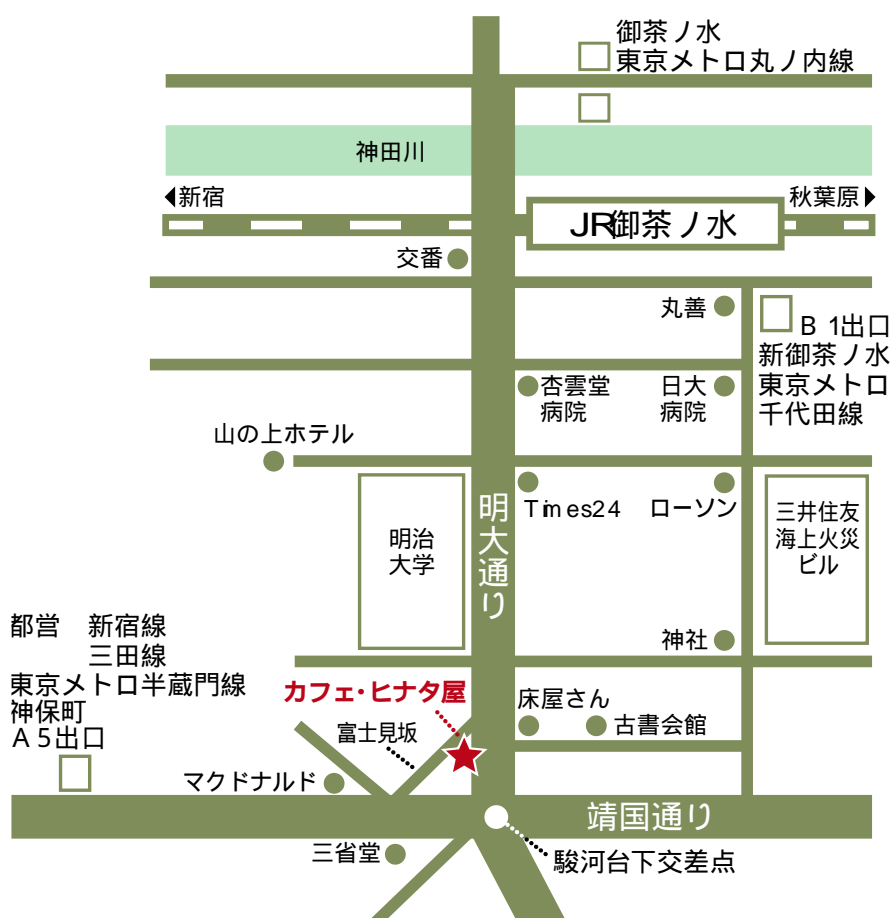 御茶ノ水
東京メトロ丸ノ内線
神田川
新宿
秋葉原
JR御茶ノ水
交番
丸善
B1出口
新御茶ノ水
東京メトロ
千代田線
杏雲堂
病院
日大
病院
山の上ホテル
Times24
ローソン
明大通り
明治
大学
三井住友
海上火災
ビル
都営 新宿線
三田線
東京メトロ半蔵門線
神保町
A5出口
神社
カフェ・ヒナタ屋
床屋さん
古書会館
富士見坂
マクドナルド
靖国通り
三省堂
駿河台下交差点